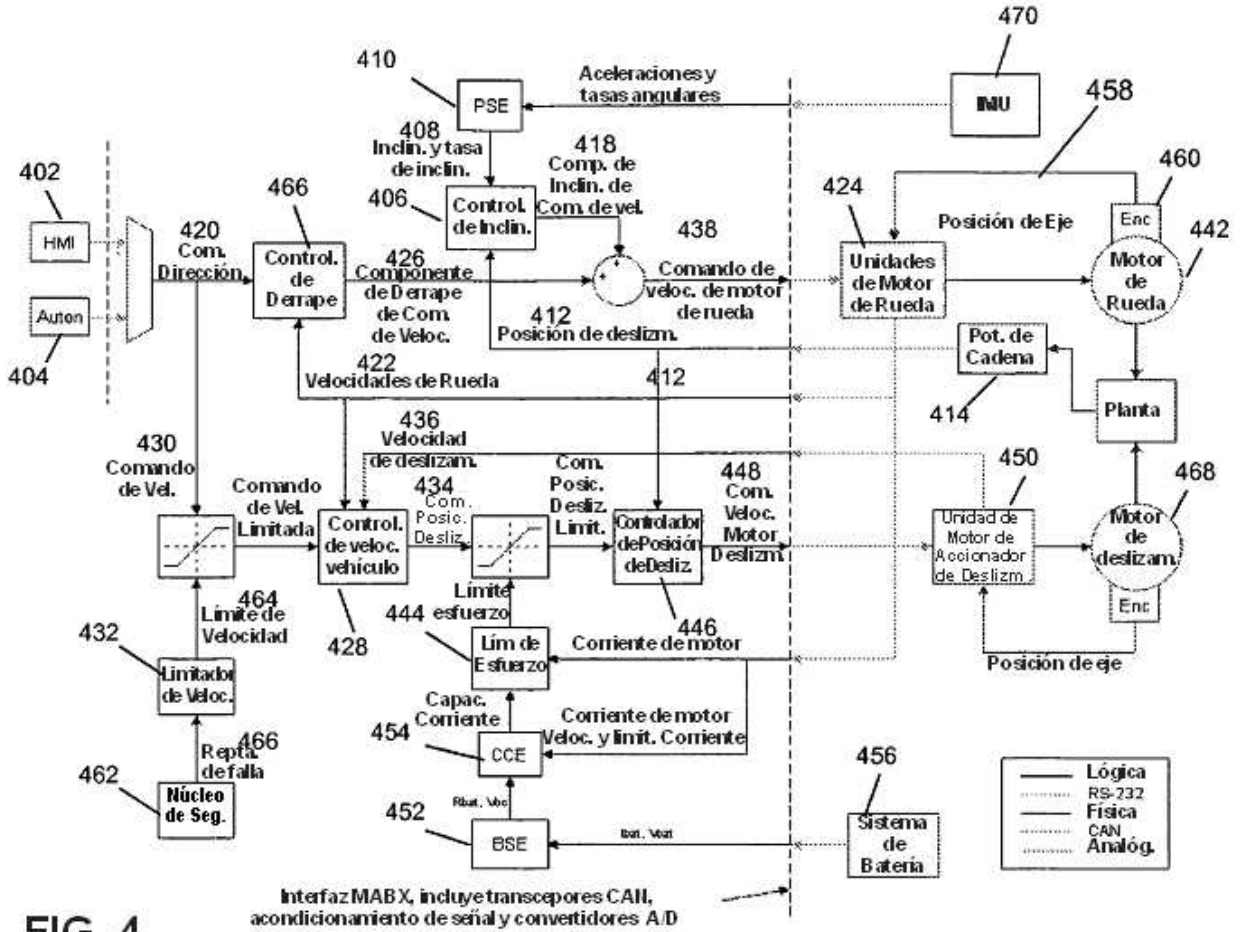 470
410
Aceleraciones y
tasas angulares
IMU
458
PSE
408
Inclin. y tasa
de inclin.
418
Comp. de
Inclin. de
Com. de vel.
402
466
406
Control.
de Inclin.
424
460
Enc
Posición de Eje
442
HMI
420
Com.
Dirección
Control.
de
Derrape
426
Componente
de Derrape
de Com.
de Veloc.
438
Comando de
veloc. de motor
de rueda
Unidades
de Motor
de Rueda
Motor
de
Rueda
Auton
404
412
Posición de deslizm.
Pot. de
Cadena
414
422
Velocidades de Rueda
412
Planta
430
Comando
de Vel.
436
Velocidad
de deslizam.
Comando
de Vel.
Limitada
434
Com.
Posic.
Desliz.
Com.
Posic.
Desliz.
Limit.
448
Com.
Veloc.
Motor
Deslizm.
450
468
Control.
de veloc.
vehículo
428
Controlador
de Posición
de Desliz.
446
Unidad de
Motor de
Accionador
de Deslizm.
Motor
de
deslizam.
Enc
464
Límite de
Velocidad
Límite
esfuerzo
444
432
Limitador
de Veloc.
Lím de
Esfuerzo
Corriente de motor
Posición de eje
Capac.
Corriente
Corriente de motor
Veloc. y limit. Corriente
466
Repta.
de falla
454
CCE
462
Núcleo
de Seg.
Rbat, Voc
452
BSE
Ibat, Vbat
456
Sistema
de
Batería
Lógica
RS-232
Física
CAN
Analóg.
Interfaz MABX, incluye transcepores CAN,
acondicionamiento de señal y convertidores A/D
FIG. 4